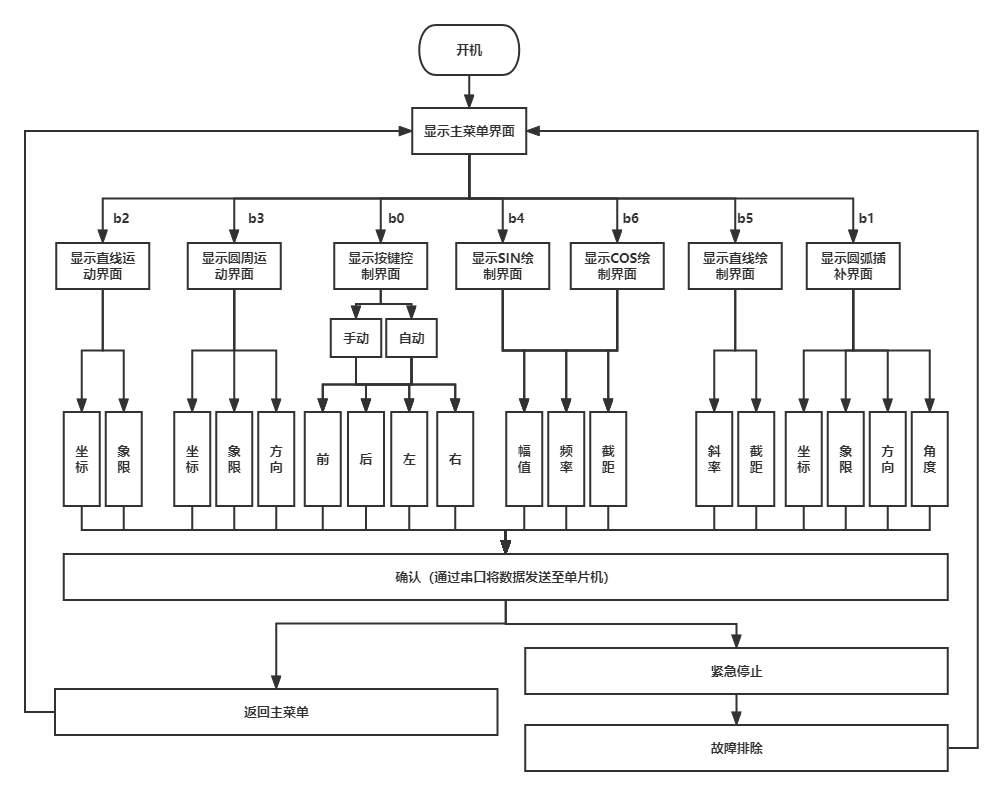 开机
显示主菜单界面
b2
b3
b0
b4
b6
b5
b1
显示直线运
动界面
显示圆周运
动界面
显示按键控
制界面
显示SIN绘
制界面
显示COS绘
制界面
显示直线绘
制界面
显示圆弧插
补界面
手动
自动
坐
标
象
限
坐
标
象
限
方
向
前
后
左
右
幅
值
频
率
截
距
斜
率
截
距
坐
标
象
限
方
向
角
度
确认（通过串口将数据发送至单片机）
紧急停止
返回主菜单
故障排除